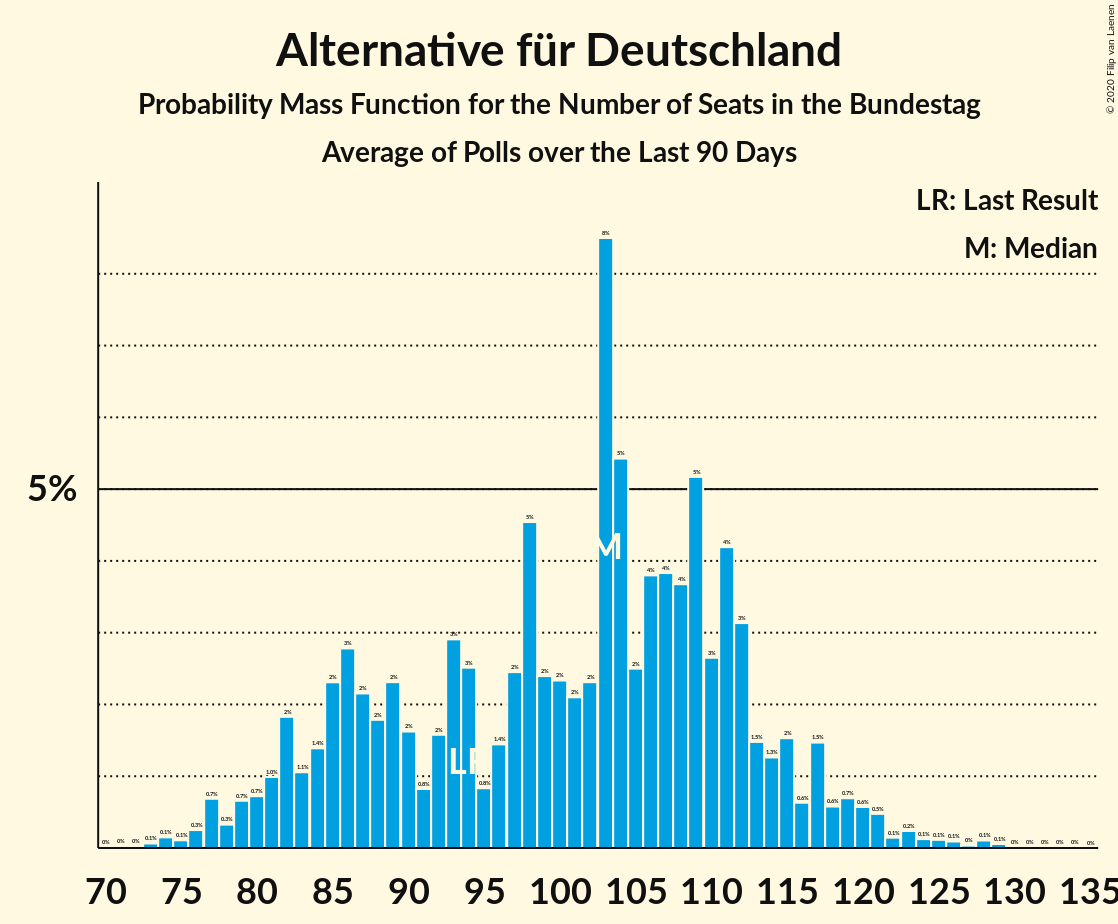 Alternative für Deutschland
Probability Mass Function for the Number of Seats in the Bundestag
Average of Polls over the Last 90 Days
© 2020 Filip van Laenen
LR: Last Result
M: Median
5%
0% 0% 0% 0.1% 0.1% 0.1% 0.3% 0.7% 0.3% 0.7% 0.7% 1.0% 2% 1.1% 1.4% 2% 3% 2% 2% 2% 2% 0.8% 2% 3% 3% 0.8% 1.4% 2% 5% 2% 2% 2% 2% 8% 5% 2% 4% 4% 4% 5% 3% 4% 3% 1.5% 1.3% 2% 0.6% 1.5% 0.6% 0.7% 0.6% 0.5% 0.1% 0.2% 0.1% 0.1% 0.1% 0% 0.1% 0.1% 0% 0% 0% 0% 0% 0%
M
LR
70 75 80 85 90 95 100 105 110 115 120 125 130 135